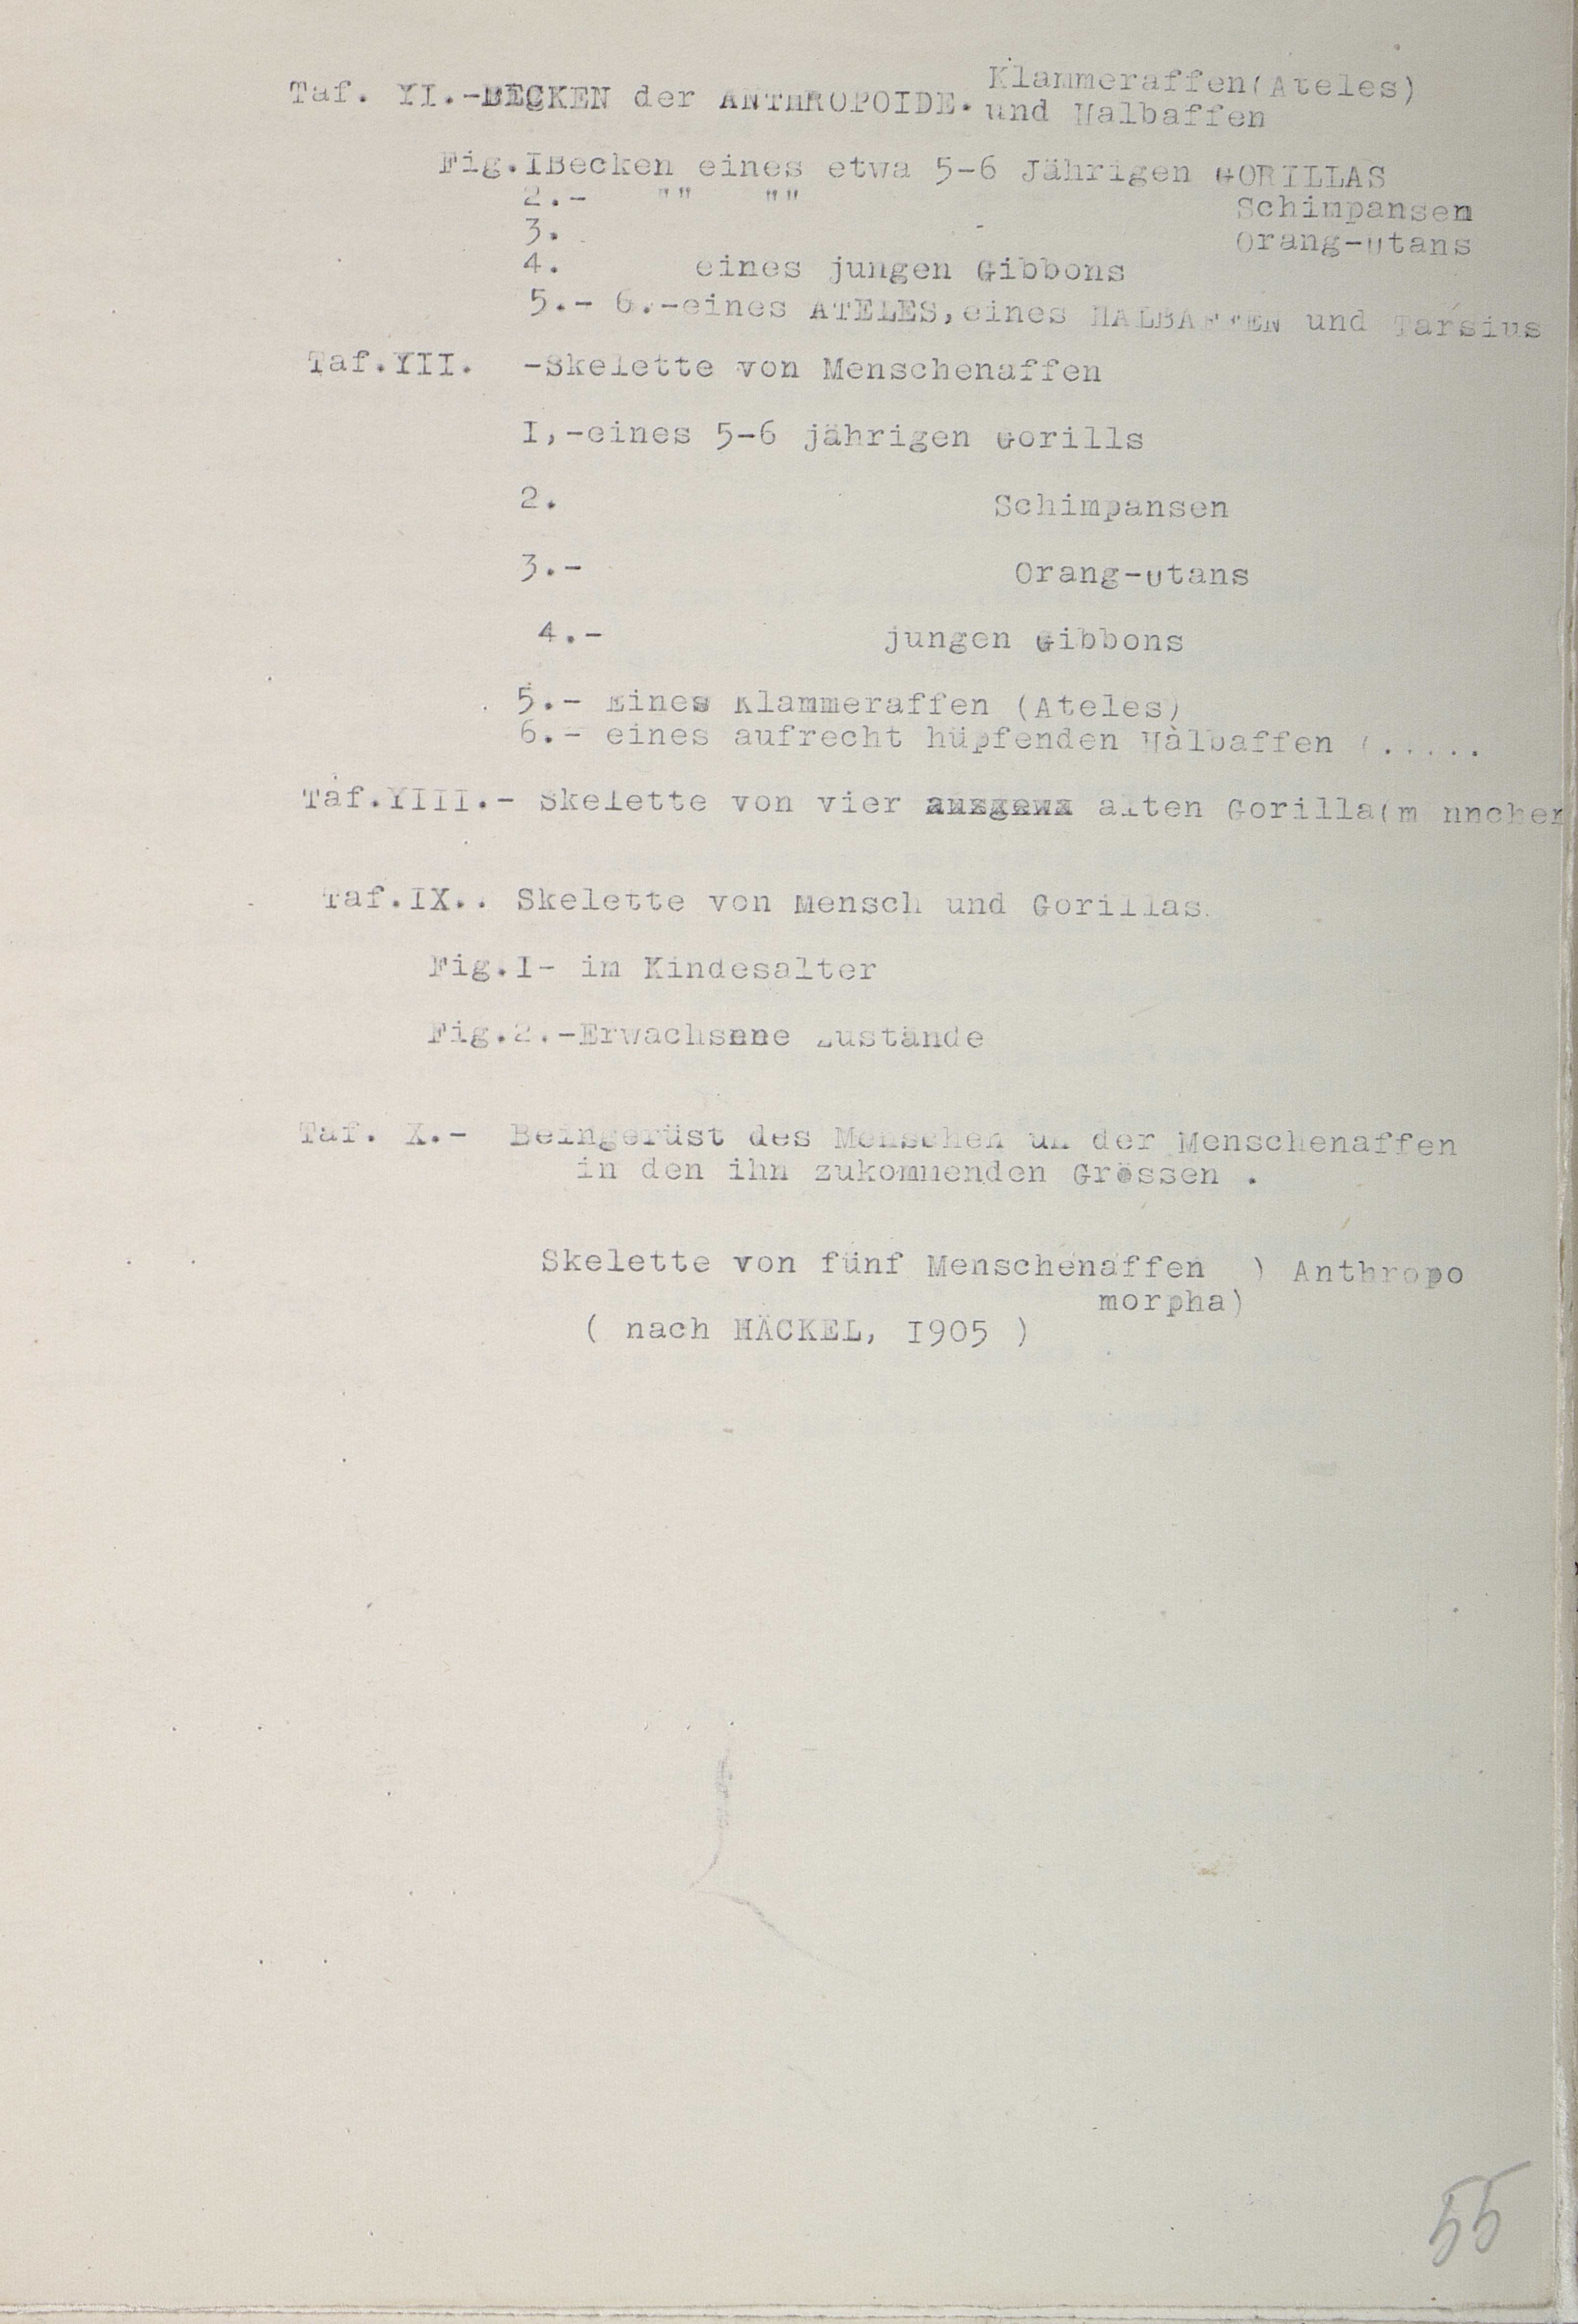 Taf. YI.-BECKEN der ANTHROPOIDE. Klammeraffen(Ateles)
und Halbaffen
Fig.IBecken eines etwa 5-6 Jährigen GORILLAS
2.- "" "" Schimpansen
3. Orang-utans
4. eines jungen Gibbons
5.- 6.-eines ATELES,eines HALBAFFEN und Tarsius
Taf.YII. -Skelette von Menschenaffen
I,-eines 5-6 jährigen Gorills
2. Schimpansen
3.- Orang-utans
4.- jungen Gibbons
5.- Eines Klammeraffen (Ateles)
6.- eines aufrecht hüpfenden Halbaffen (.....
Taf.YIII.- Skelette von vier alten Gorilla(m nncher
Taf.IX.. Skelette von Mensch und Gorillas.
Fig.I- im Kindesalter
Fig.2.-Erwachsnne Zustände
Taf. X.- Beingerüst des Menschen un der Menschenaffen
in den ihn zukommenden Grössen .
Skelette von fünf Menschenaffen ) Anthropo
morpha)
( nach HÄCKEL, I905 )
55